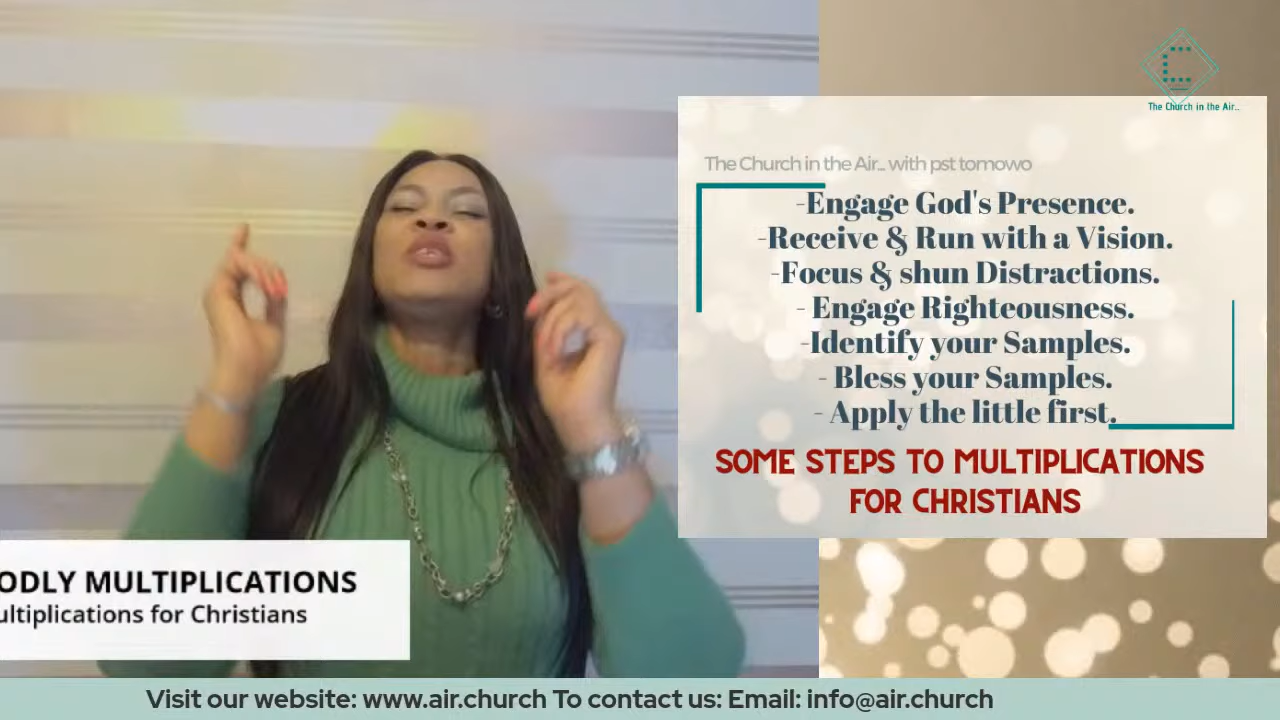 The Church in the Air..
The Church in the Air... with pst tomowo
-Engage God's Presence.
-Receive & Run with a Vision.
-Focus & shun Distractions.
- Engage Righteousness.
-Identify your Samples.
- Bless your Samples.
- Apply the little first.
SOME STEPS TO MULTIPLICATIONS
FOR CHRISTIANS
ODLY MULTIPLICATIONS
ultiplications for Christians
Visit our website: www.air.church To contact us: Email: info@air.church